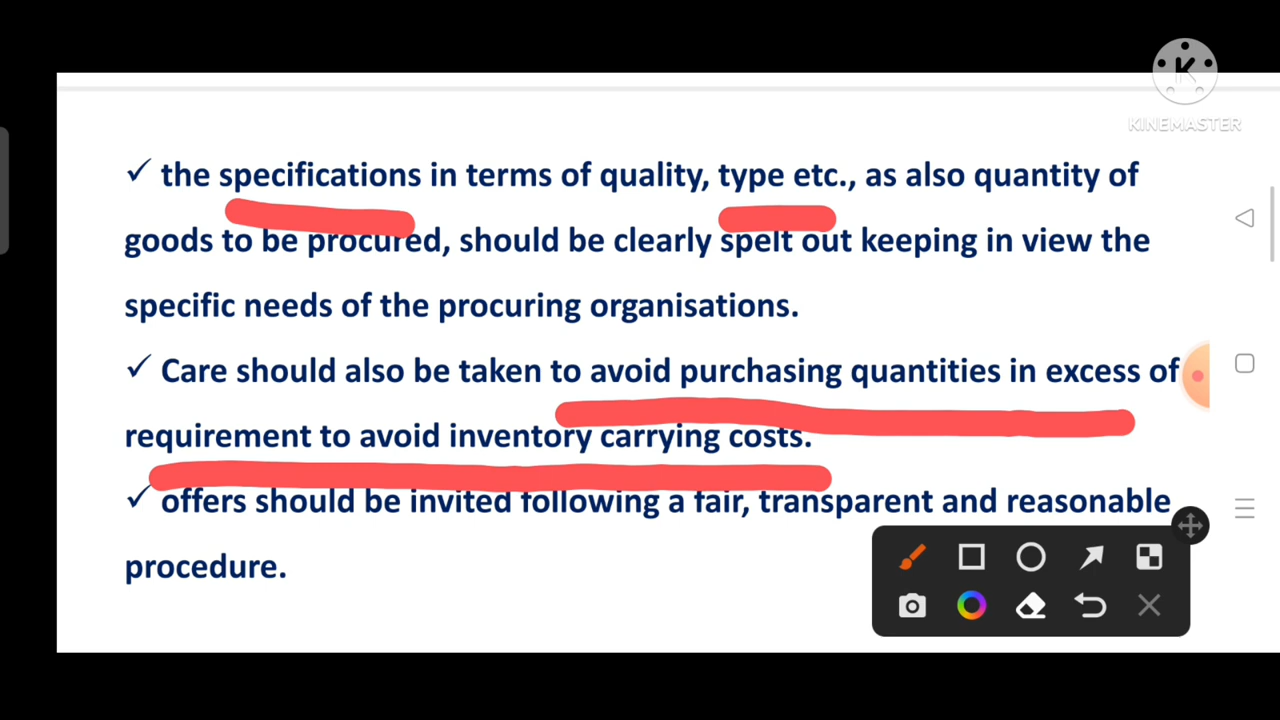 K
KINEMASTER
✓ the specifications in terms of quality, type etc., as also quantity of
goods to be procured, should be clearly spelt out keeping in view the
specific needs of the procuring organisations.
✓ Care should also be taken to avoid purchasing quantities in excess of
requirement to avoid inventory carrying costs.
✓ offers should be invited following a fair, transparent and reasonable
procedure.